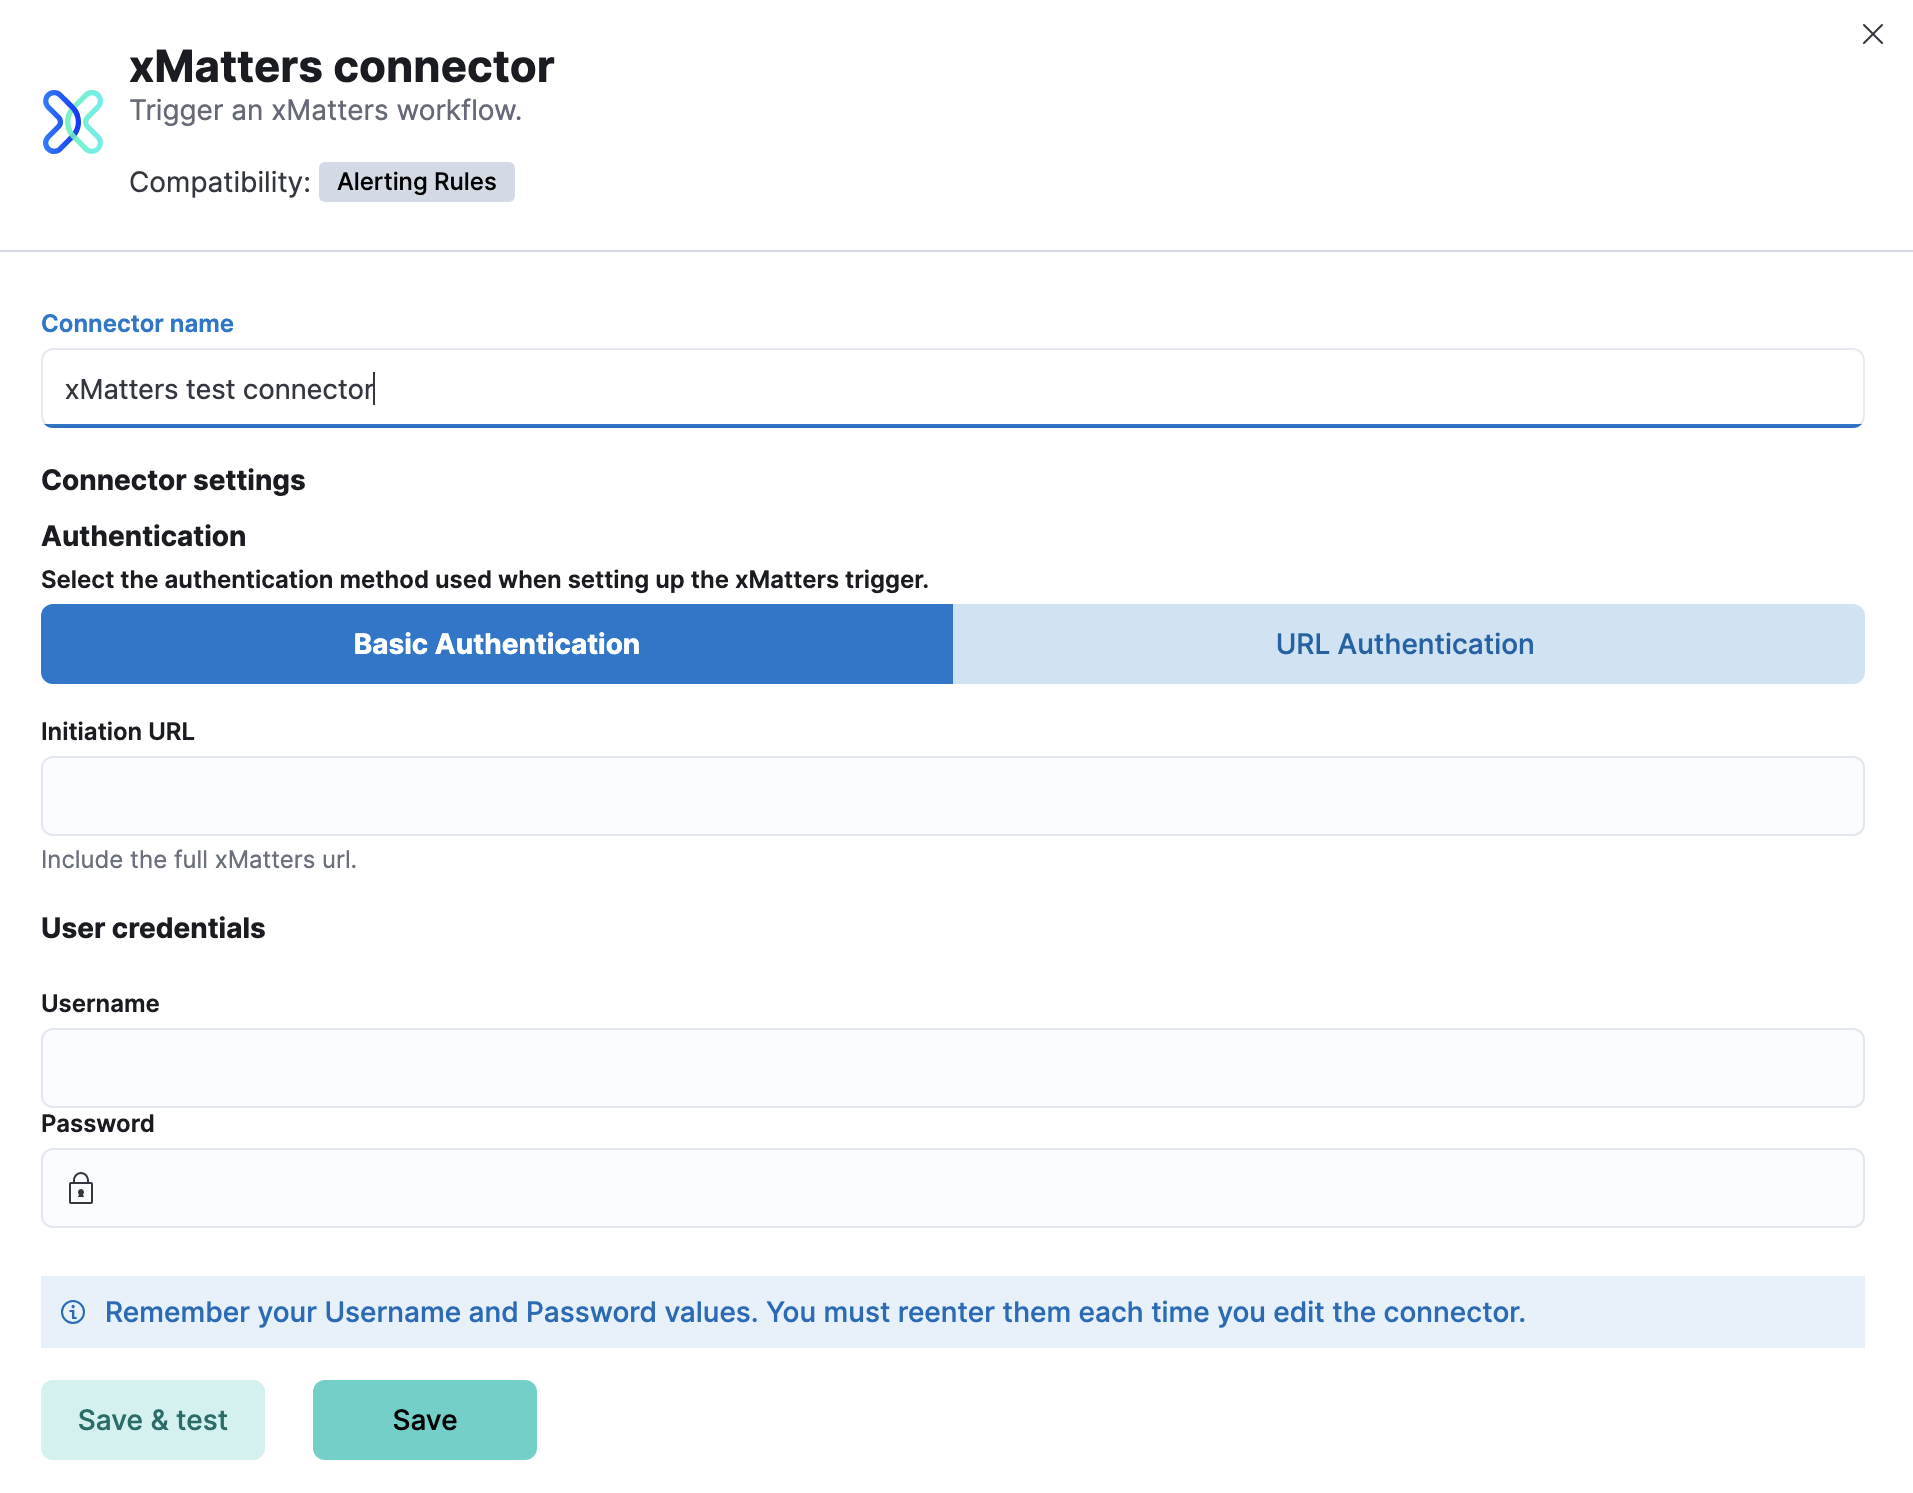 xMatters connector
Trigger an xMatters workflow.
Compatibility: Alerting Rules
Connector name
xMatters test connector
Connector settings
Authentication
Select the authentication method used when setting up the xMatters trigger.
Basic Authentication URL Authentication
Initiation URL
Include the full xMatters url.
User credentials
Username
Password
Remember your Username and Password values. You must reenter them each time you edit the connector.
Save & test Save